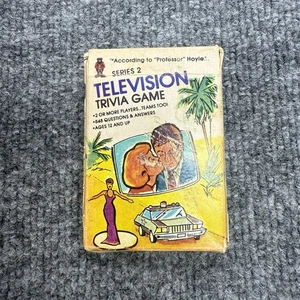 "According to "Professor" Hoyle."
SERIES 2
TELEVISION
TRIVIA GAME
•2 OR MORE PLAYERS...TEAMS TOO!
•648 QUESTIONS & ANSWERS
•AGES 12 AND UP